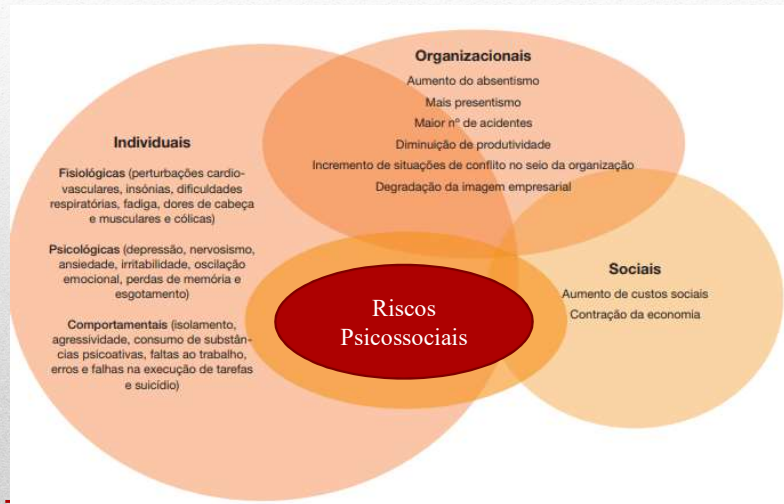 Organizacionais
Aumento do absentismo
Mais presentismo
Maior nº de acidentes
Diminuição de produtividade
Incremento de situações de conflito no seio da organização
Degradação da imagem empresarial
Individuais
Fisiológicas (perturbações cardio-
vasculares, insónias, dificuldades
respiratórias, fadiga, dores de cabeça
e musculares e cólicas)
Psicológicas (depressão, nervosismo,
ansiedade, irritabilidade, oscilação
emocional, perdas de memória e
esgotamento)
Comportamentais (isolamento,
agressividade, consumo de substân-
cias psicoativas, faltas ao trabalho,
erros e falhas na execução de tarefas
e suicídio)
Riscos
Psicossociais
Sociais
Aumento de custos sociais
Contração da economia